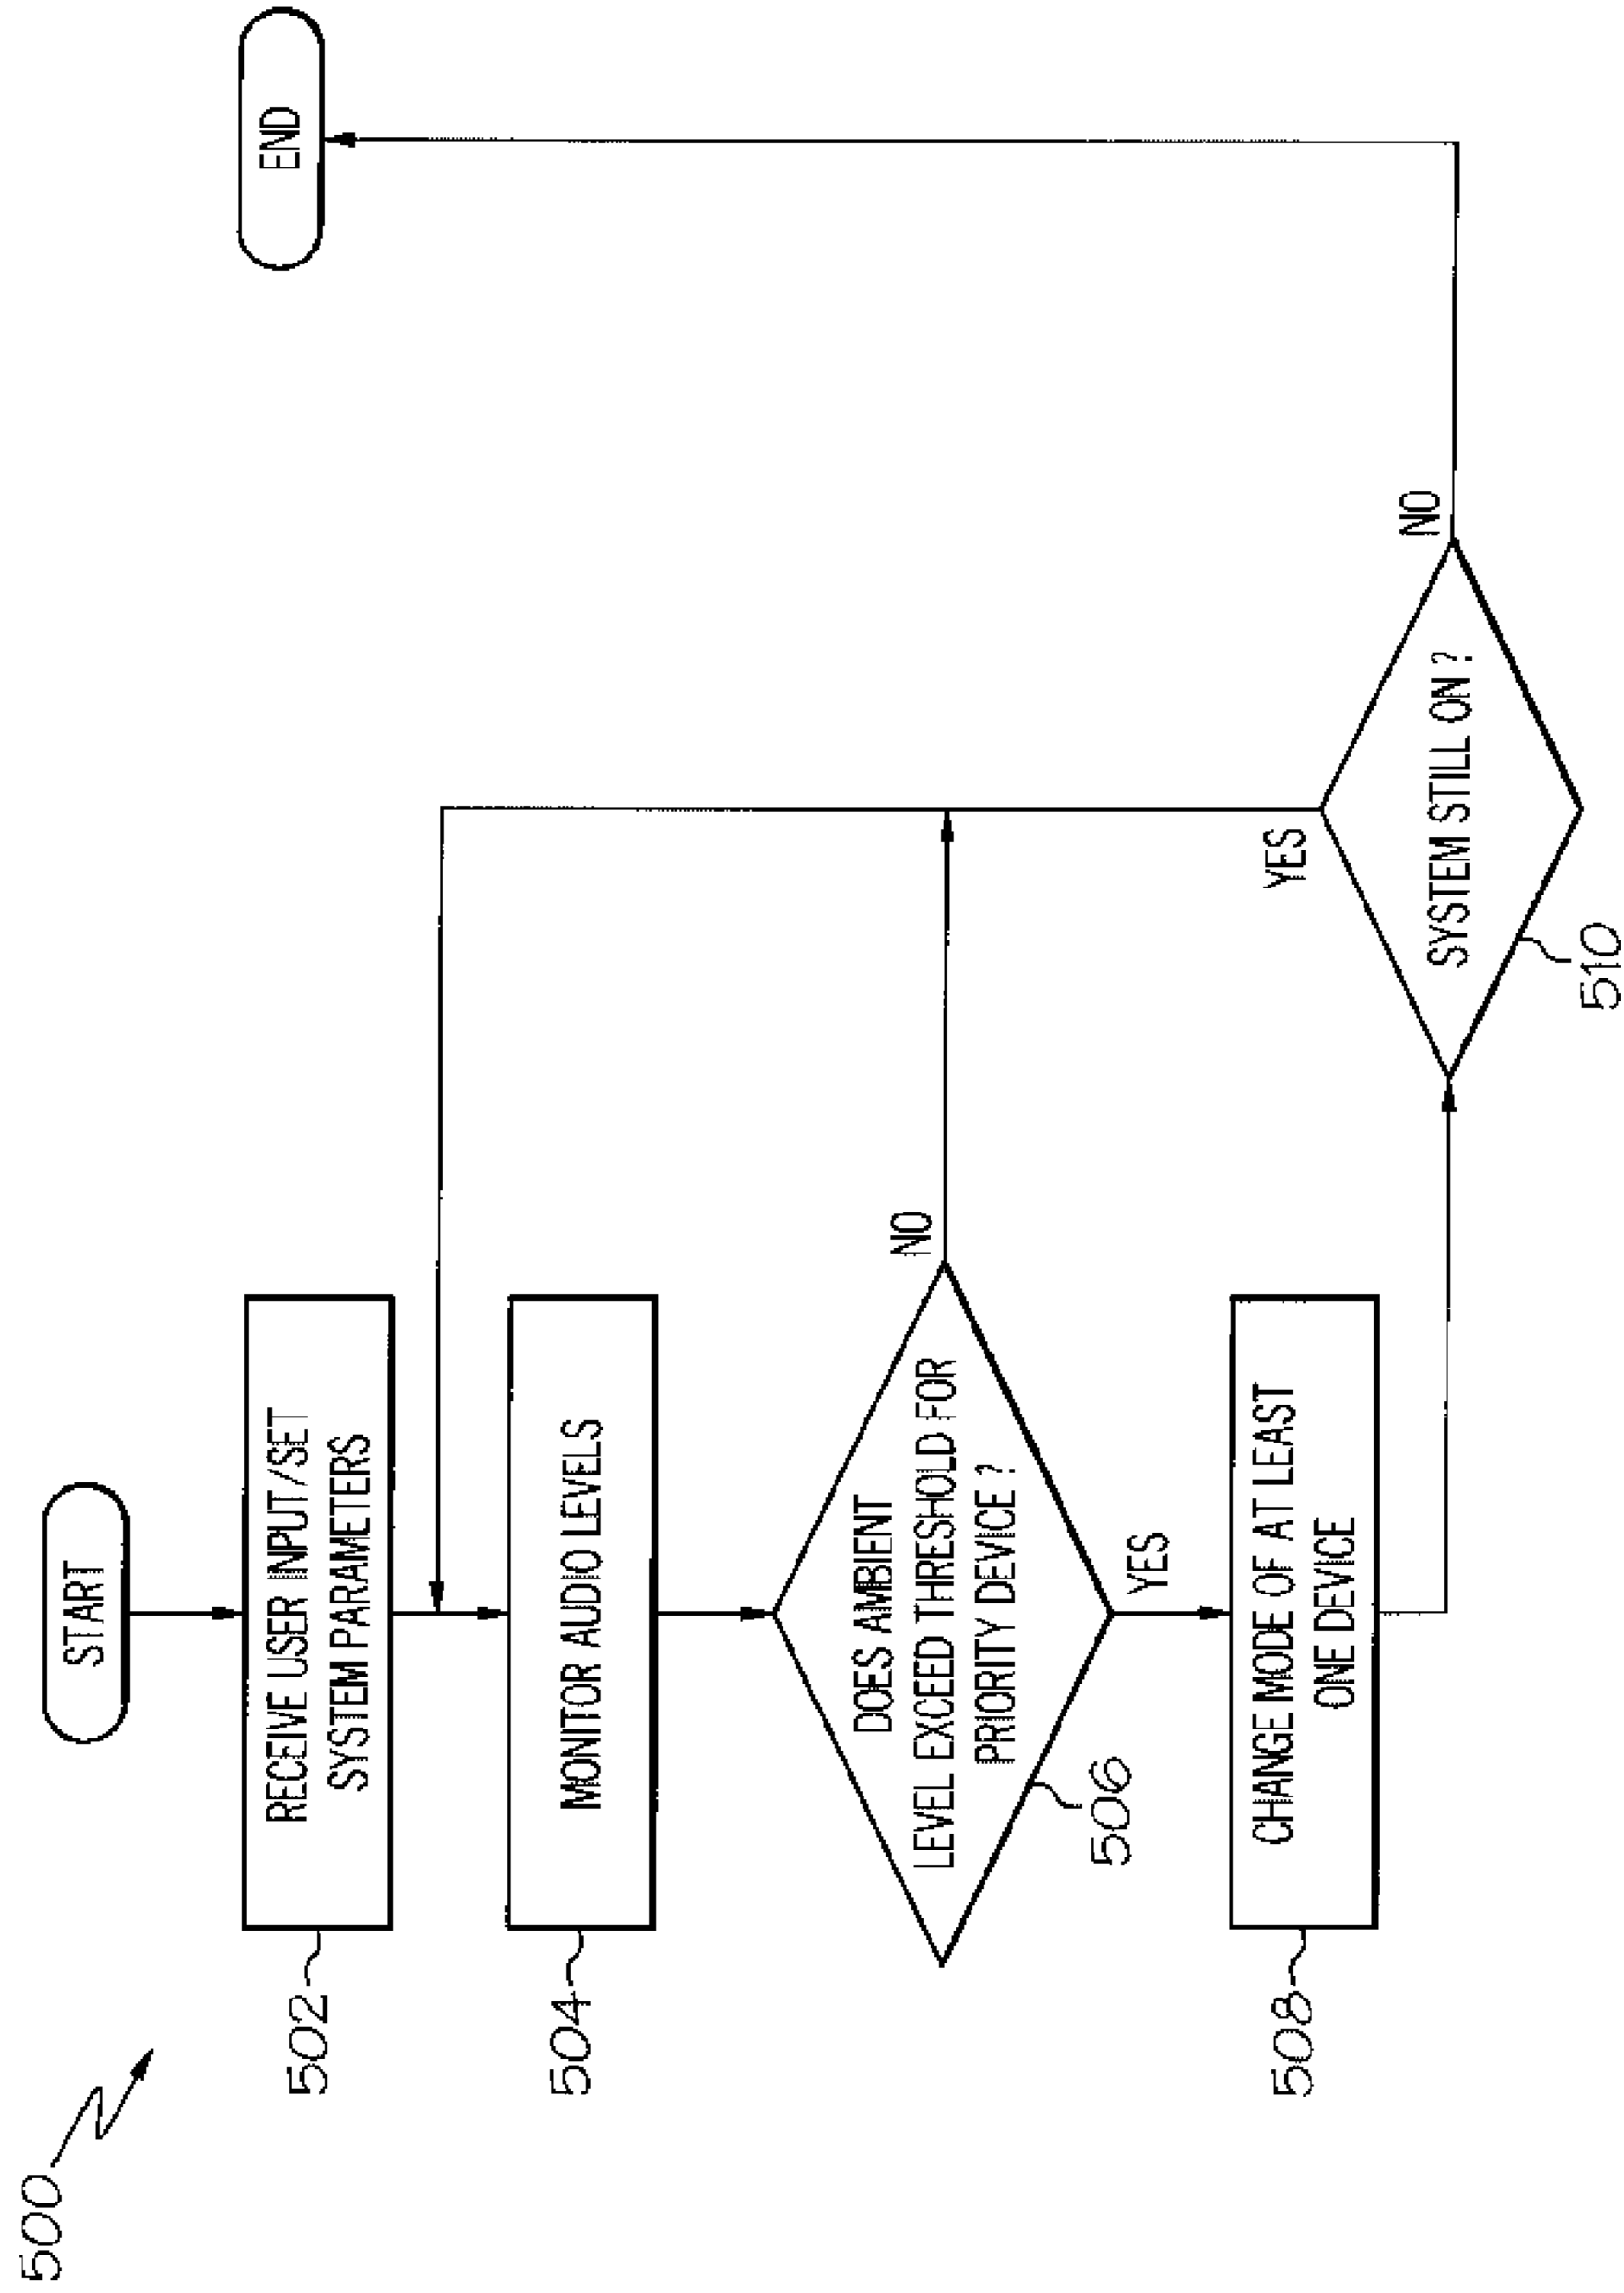 500
START
502
RECEIVE USER INPUT/SET
SYSTEM PARAMETERS
504
MONITOR AUDIO LEVELS
DOES AMBIENT
LEVEL EXCEED THRESHOLD FOR
PRIORITY DEVICE ?
506
NO
YES
508
CHANGE MODE OF AT LEAST
ONE DEVICE
SYSTEM STILL ON ?
510
YES
NO
END